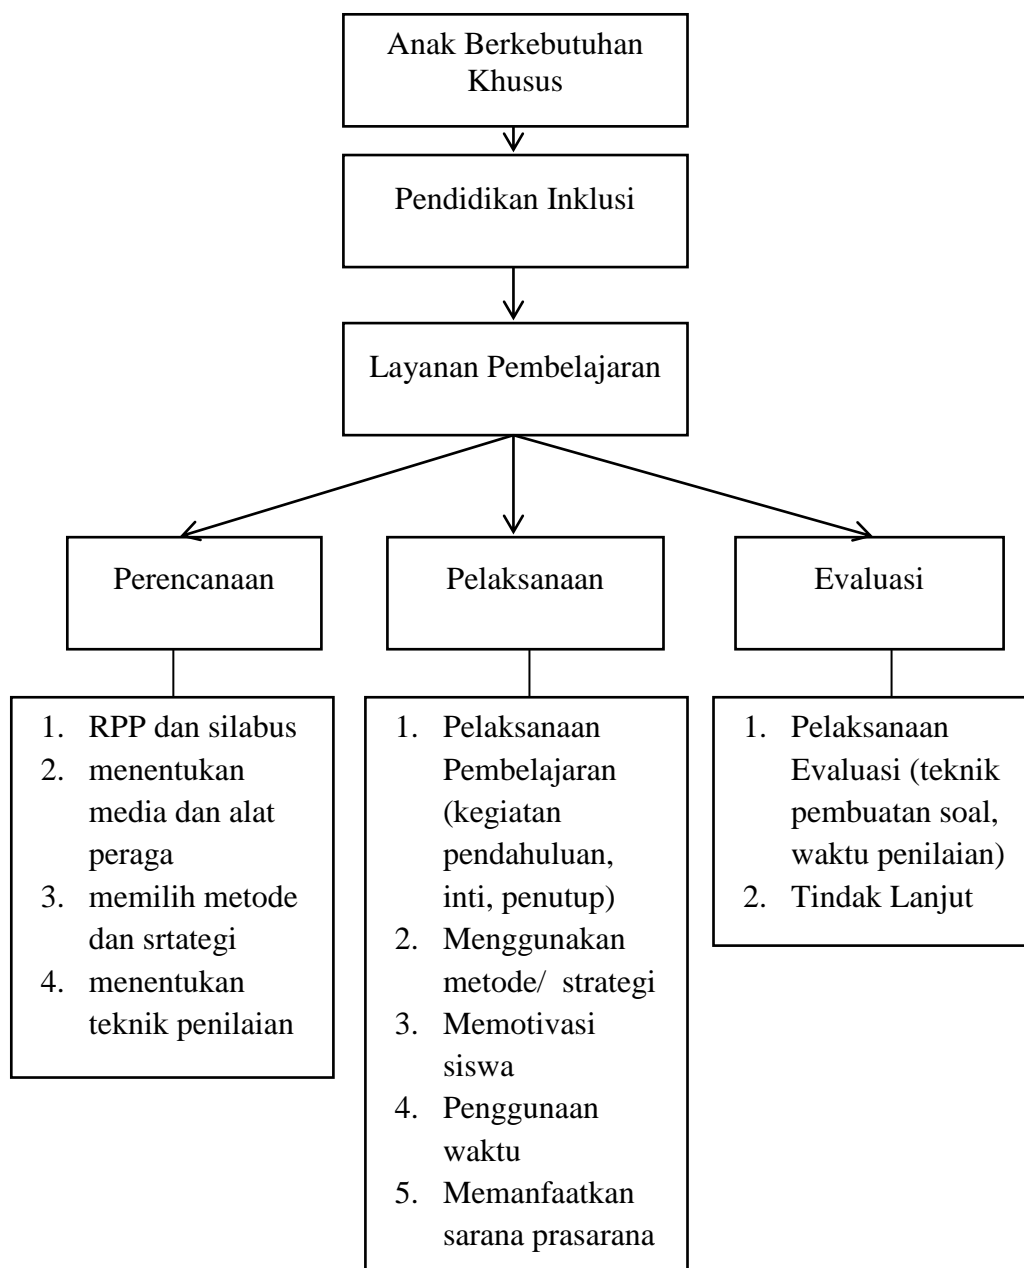 Anak Berkebutuhan
Khusus
Pendidikan Inklusi
Layanan Pembelajaran
Perencanaan
Pelaksanaan
Evaluasi
1. RPP dan silabus
2. menentukan
media dan alat
peraga
3. memilih metode
dan srtategi
4. menentukan
teknik penilaian
1. Pelaksanaan
Pembelajaran
(kegiatan
pendahuluan,
inti, penutup)
2. Menggunakan
metode/ strategi
3. Memotivasi
siswa
4. Penggunaan
waktu
5. Memanfaatkan
sarana prasarana
1. Pelaksanaan
Evaluasi (teknik
pembuatan soal,
waktu penilaian)
2. Tindak Lanjut